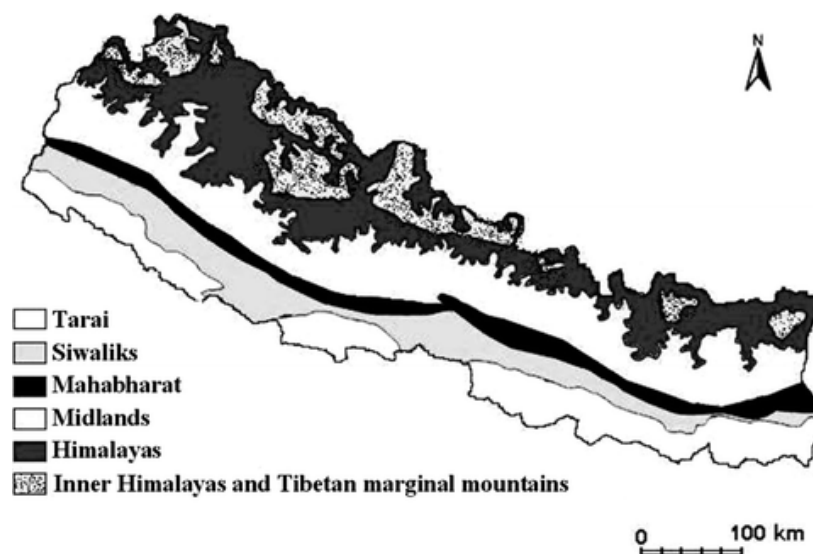 N
Tarai
Siwaliks
Mahabharat
Midlands
Himalayas
Inner Himalayas and Tibetan marginal mountains
0 100 km